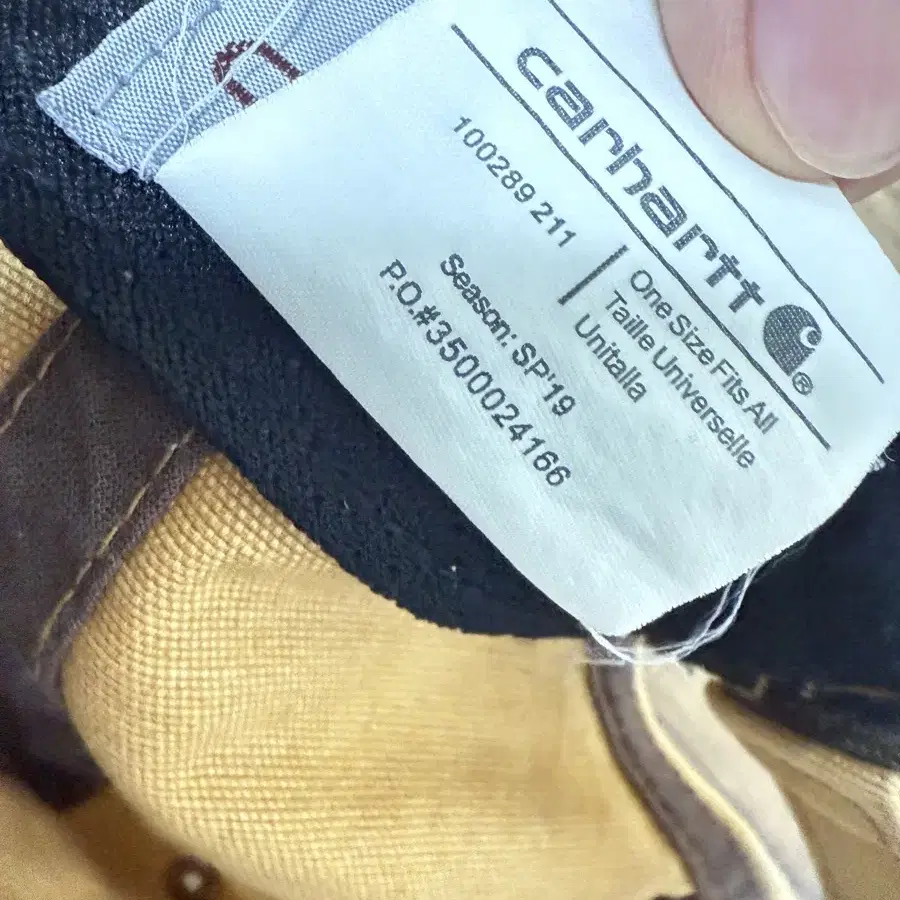 carhartt
100289 211
One Size Fits All
Taille Universelle
Unitalla
Season: SP'19
P.O.#3500024166